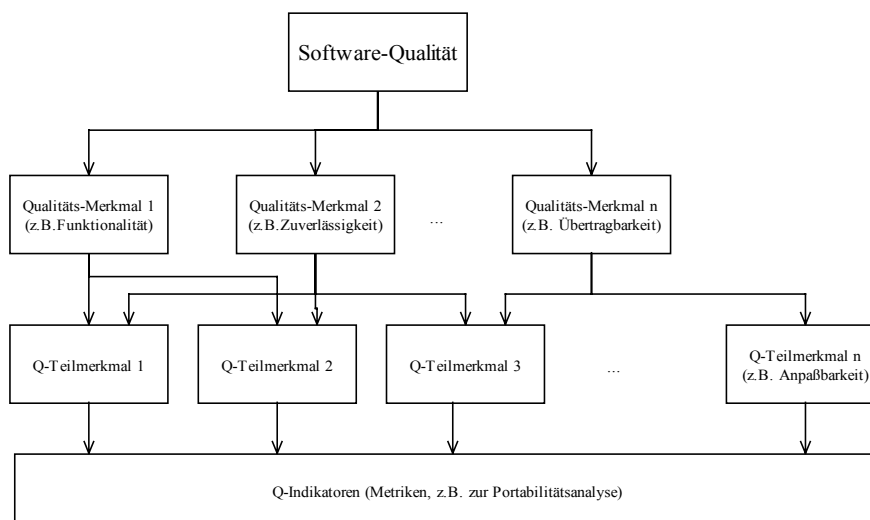 Software-Qualität
Qualitäts-Merkmal 1
(z.B.Funktionalität)
Qualitäts-Merkmal 2
(z.B.Zuverlässigkeit)
...
Qualitäts-Merkmal n
(z.B. Übertragbarkeit)
Q-Teilmerkmal 1
Q-Teilmerkmal 2
Q-Teilmerkmal 3
...
Q-Teilmerkmal n
(z.B. Anpaßbarkeit)
Q-Indikatoren (Metriken, z.B. zur Portabilitätsanalyse)